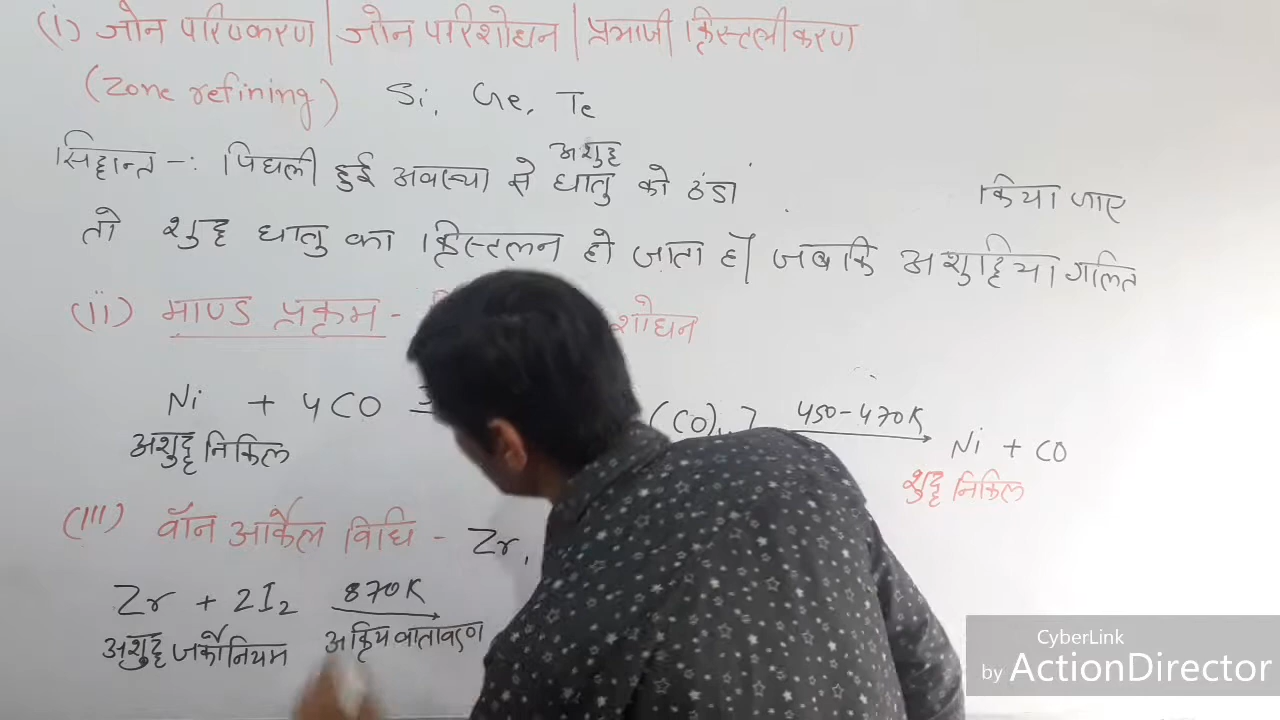 (i) जोन परिष्करण | जोन परिशोधन | प्रभाजी क्रिस्टलीकरण
(Zone refining) Si, Ge, Te
सिद्धान्त -: पिघली हुई अवस्था से अशुद्ध धातु को ठंडा किया जाए
तो शुद्ध धातु का क्रिस्टलन हो जाता है| जबकि अशुद्धिया गलित
(ii) माण्ड प्रक्रम - शोधन
Ni + 4CO (CO) 450-470K Ni + CO
अशुद्ध निकिल शुद्ध निकिल
(iii) वॉन आर्केल विधि - Zr,
Zr + 2I2 870K
अशुद्ध जर्कोनियम अक्रिय वातावरण
CyberLink
by ActionDirector